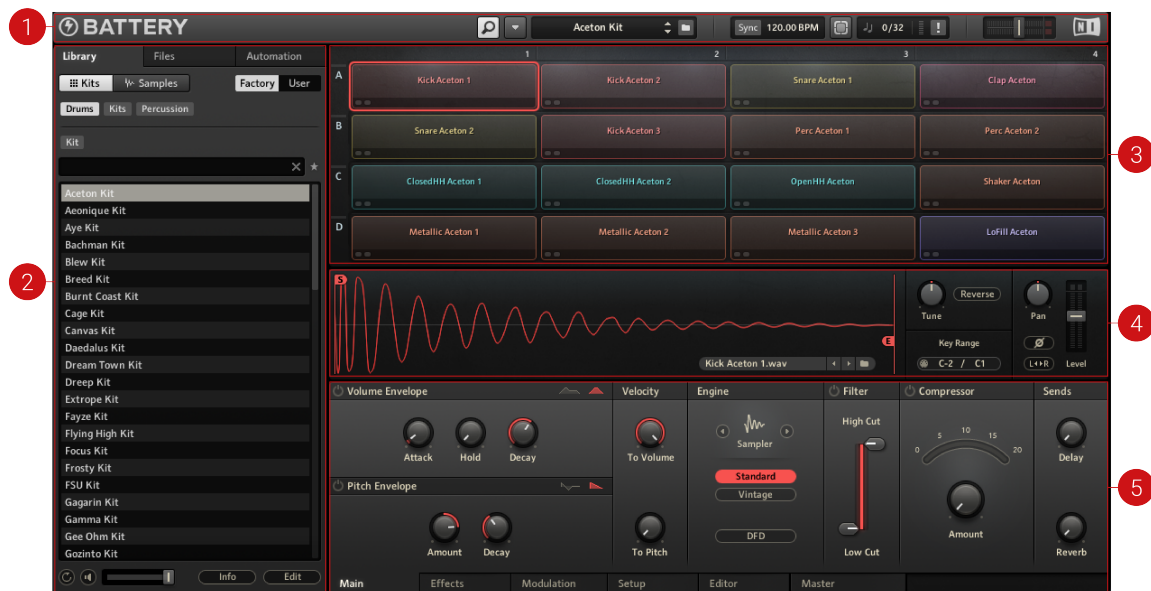 1
BATTERY
Aceton Kit
Sync 120.00 BPM
0/32
!
Library Files Automation
Kits Samples Factory User
Drums Kits Percussion
Kit
2
Aceton Kit
Aeonique Kit
Aye Kit
Bachman Kit
Blew Kit
Breed Kit
Burnt Coast Kit
Cage Kit
Canvas Kit
Daedalus Kit
Dream Town Kit
Dreep Kit
Extrope Kit
Fayze Kit
Flying High Kit
Focus Kit
Frosty Kit
FSU Kit
Gagarin Kit
Gamma Kit
Gee Ohm Kit
Gozinto Kit
Info Edit
1 2 3 4
A Kick Aceton 1 Kick Aceton 2 Snare Aceton 1 Clap Aceton
B Snare Aceton 2 Kick Aceton 3 Perc Aceton 1 Perc Aceton 2
3
C ClosedHH Aceton 1 ClosedHH Aceton 2 OpenHH Aceton Shaker Aceton
D Metallic Aceton 1 Metallic Aceton 2 Metallic Aceton 3 LoFill Aceton
S
E
Kick Aceton 1.wav
Tune Reverse
Key Range
C-2 / C1
Pan
L R Level
4
Volume Envelope Velocity Engine Filter Compressor Sends
Attack Hold Decay
To Volume
Sampler
Standard
Vintage
DFD
High Cut
Low Cut
0 5 10 15 20
Amount
Delay
Reverb
Pitch Envelope
Amount Decay
To Pitch
5
Main Effects Modulation Setup Editor Master